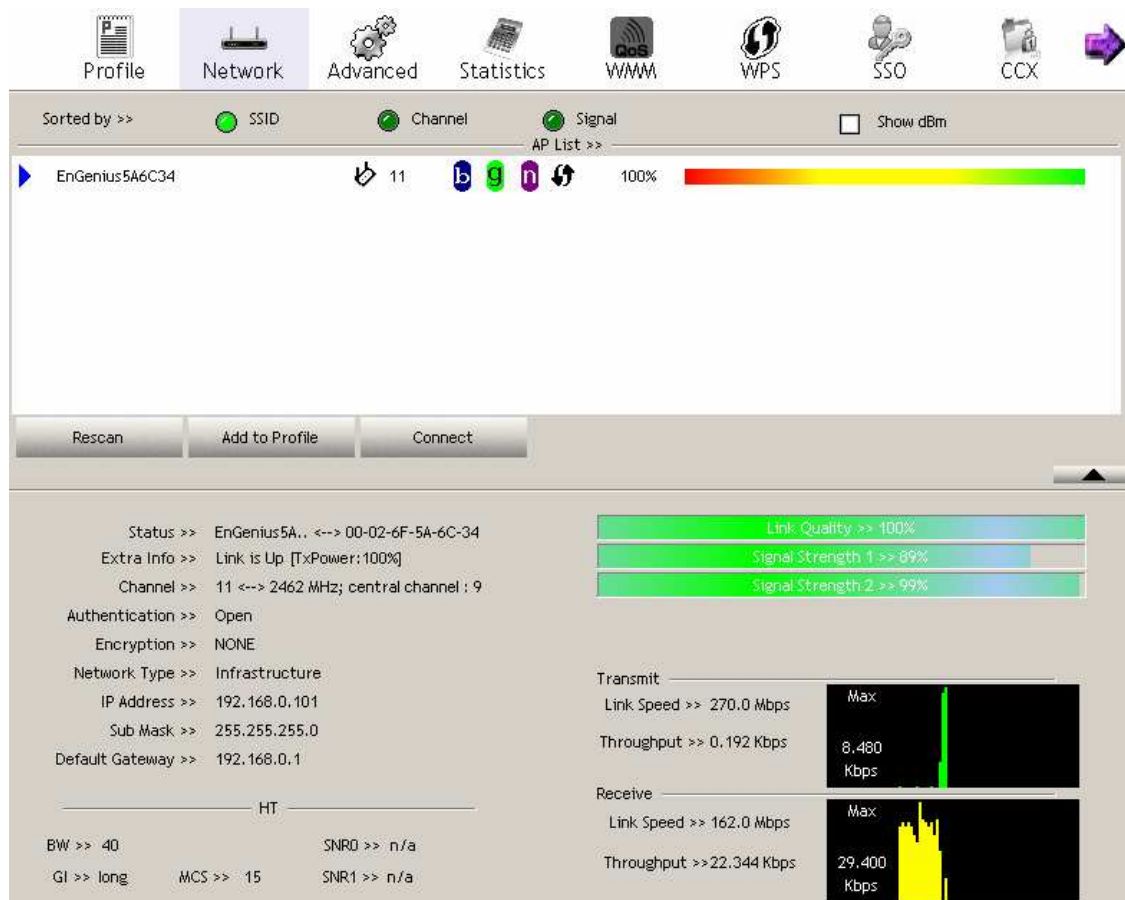 Profile Network Advanced Statistics WMM WPS SSO CCX
QoS
Sorted by >> SSID Channel Signal Show dBm
AP List >>
EnGenius5A6C34 11 b g n 100%
Rescan Add to Profile Connect
Status >> EnGenius5A.. <--> 00-02-6F-5A-6C-34
Extra Info >> Link is Up [TxPower:100%]
Channel >> 11 <--> 2462 MHz; central channel : 9
Authentication >> Open
Encryption >> NONE
Network Type >> Infrastructure
IP Address >> 192.168.0.101
Sub Mask >> 255.255.255.0
Default Gateway >> 192.168.0.1
HT
BW >> 40 SNR0 >> n/a
GI >> long MCS >> 15 SNR1 >> n/a
Link Quality >> 100%
Signal Strength 1 >> 89%
Signal Strength 2 >> 99%
Transmit
Link Speed >> 270.0 Mbps
Throughput >> 0.192 Kbps
Max
8.480
Kbps
Receive
Link Speed >> 162.0 Mbps
Throughput >>22.344 Kbps
Max
29.400
Kbps